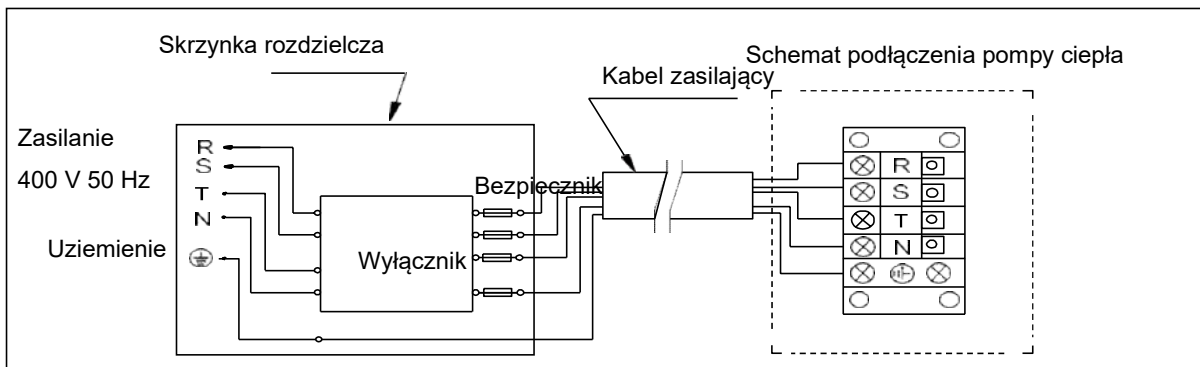 Skrzynka rozdzielcza
Schemat podłączenia pompy ciepła
Kabel zasilający
Zasilanie
400 V 50 Hz
Uziemienie
R
S
T
N
Bezpiecznik
Wyłącznik
R
S
T
N